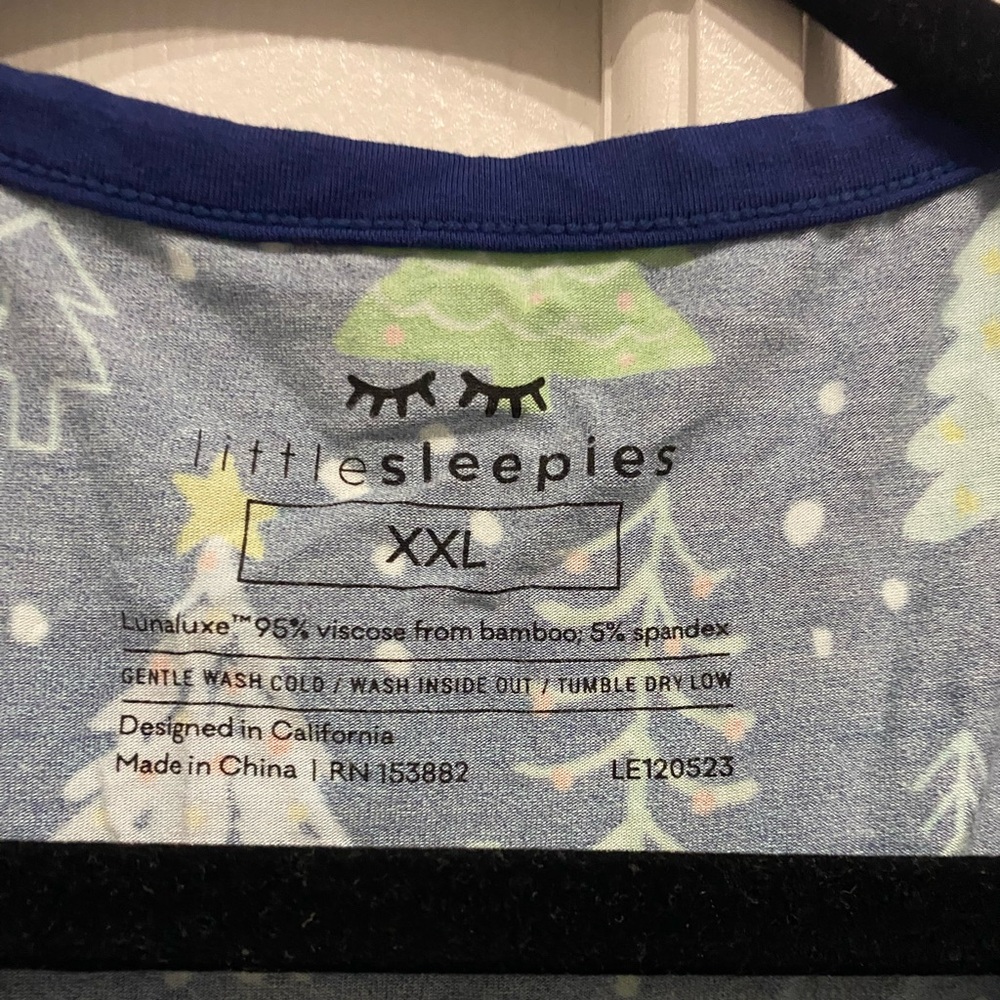 littlesleepies
XXL
Lunaluxe™ 95% viscose from bamboo; 5% spandex
GENTLE WASH COLD / WASH INSIDE OUT / TUMBLE DRY LOW
Designed in California
Made in China | RN 153882 LE120523